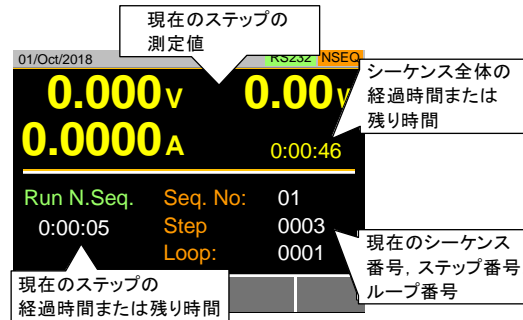 現在のステップの
測定値
01/Oct/2018 RS232 NSEQ
0.000V 0.00W
0.0000A 0:00:46
シーケンス全体の
経過時間または
残り時間
Run N.Seq. Seq. No: 01
0:00:05 Step 0003
Loop: 0001
現在のシーケンス
番号, ステップ番号
ループ番号
現在のステップの
経過時間または残り時間